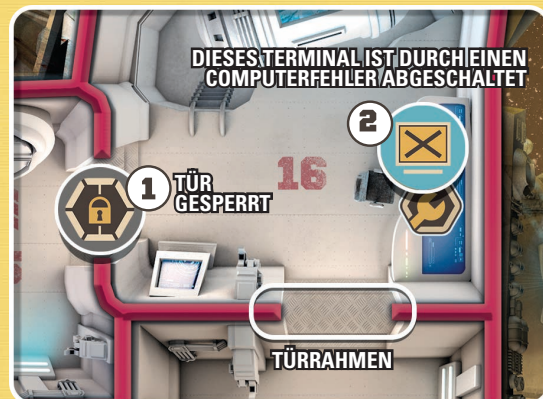 DIESES TERMINAL IST DURCH EINEN
COMPUTERFEHLER ABGESCHALTET
2
1
TÜR
GESPERRT
16
TÜRRAHMEN